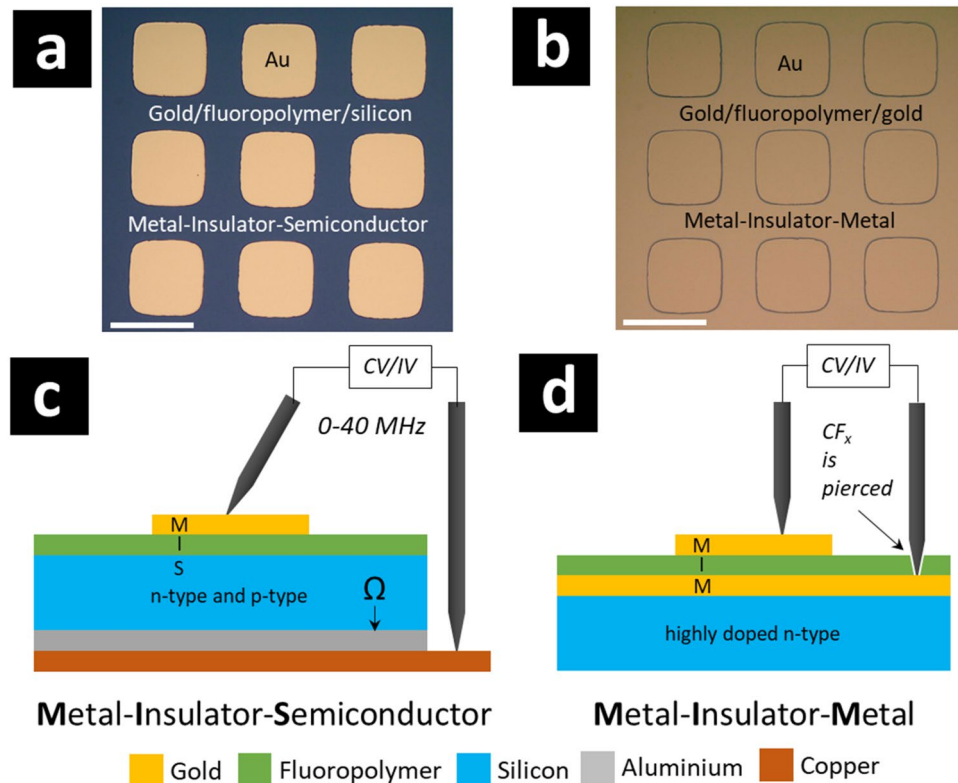 a
Au
Gold/fluoropolymer/silicon
Metal-Insulator-Semiconductor
b
Au
Gold/fluoropolymer/gold
Metal-Insulator-Metal
c
CV/IV
0-40 MHz
M
I
S
n-type and p-type
Ω
Metal-Insulator-Semiconductor
d
CV/IV
CFx
is
pierced
M
I
M
highly doped n-type
Metal-Insulator-Metal
Gold Fluoropolymer Silicon Aluminium Copper